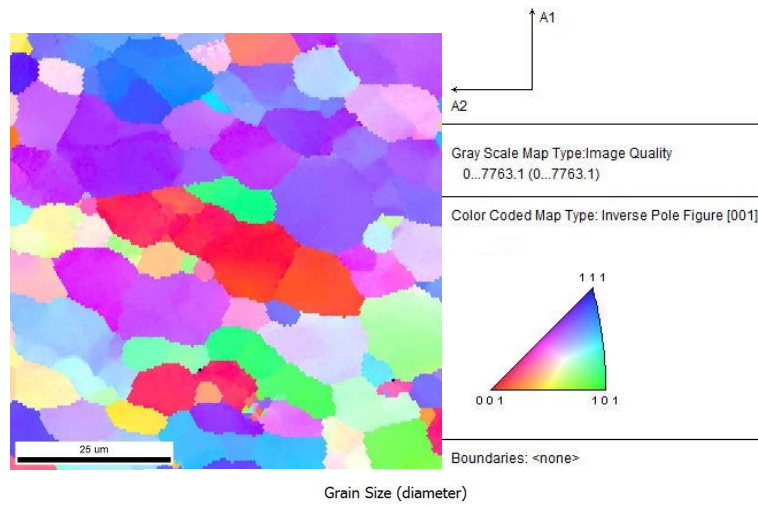 A1
A2
Gray Scale Map Type:Image Quality
0...7763.1 (0...7763.1)
Color Coded Map Type: Inverse Pole Figure [001]
1 1 1
0 0 1
1 0 1
25 um
Boundaries: <none>
Grain Size (diameter)